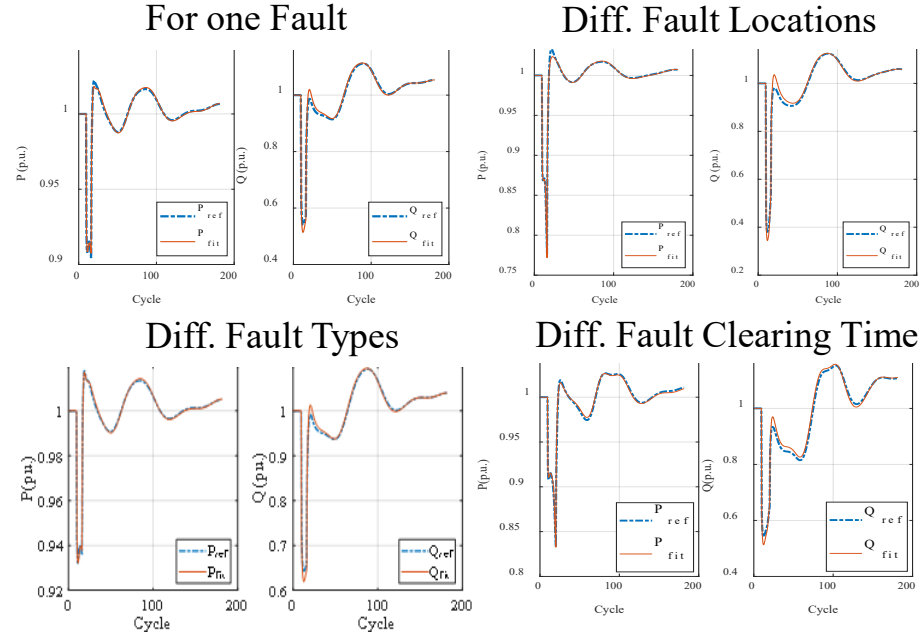 For one Fault
Diff. Fault Locations
P (p.u.)
1
0.95
0.9
0
100
200
Cycle
P ref
P fit
Q (p.u.)
1
0.8
0.6
0.4
0
100
200
Cycle
Q ref
Q fit
P (p.u.)
1
0.95
0.9
0.85
0.8
0.75
0
100
200
Cycle
P ref
P fit
Q (p.u.)
1
0.8
0.6
0.4
0.2
0
100
200
Cycle
Q ref
Q fit
Diff. Fault Types
Diff. Fault Clearing Time
P(p.u.)
1
0.98
0.96
0.94
0.92
0
100
200
Cycle
Pref
Pfit
Q (p.u.)
1
0.9
0.8
0.7
0.6
0
100
200
Cycle
Qref
Qfit
P(p.u.)
1
0.95
0.9
0.85
0.8
0
100
200
Cycle
P ref
P fit
Q(p.u.)
1
0.8
0.6
0.4
0
100
200
Cycle
Q ref
Q fit